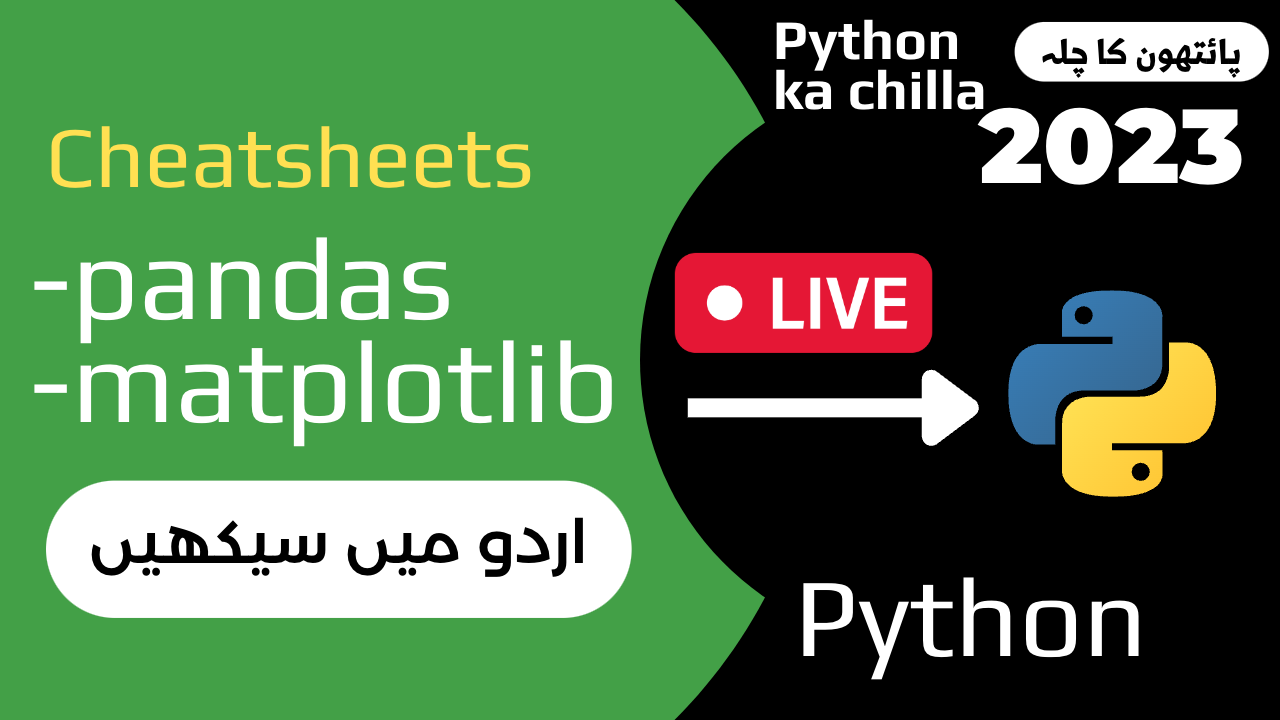 Cheatsheets
-pandas
-matplotlib
اردو میں سیکھیں
Python
ka chilla
پائتھون کا چلہ
2023
LIVE
Python